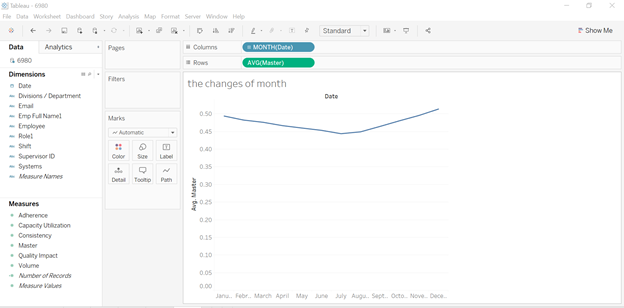 Tableau - 6980
File Data Worksheet Dashboard Story Analysis Map Format Server Window Help
Standard
Show Me
Data Analytics
6980
Dimensions
Date
Divisions / Department
Email
Emp Full Name1
Employee
Role1
Shift
Supervisor ID
Systems
Measure Names
Measures
Adherence
Capacity Utilization
Consistency
Master
Quality Impact
Volume
Number of Records
Measure Values
Pages
Filters
Marks
Automatic
Color Size Label
Detail Tooltip Path
Columns MONTH(Date)
Rows AVG(Master)
the changes of month
Date
Avg. Master
0.50
0.45
0.40
0.35
0.30
0.25
0.20
0.15
0.10
0.05
0.00
Janu.. Febr.. March April May June July Augu.. Sept.. Octo.. Nove.. Dece..